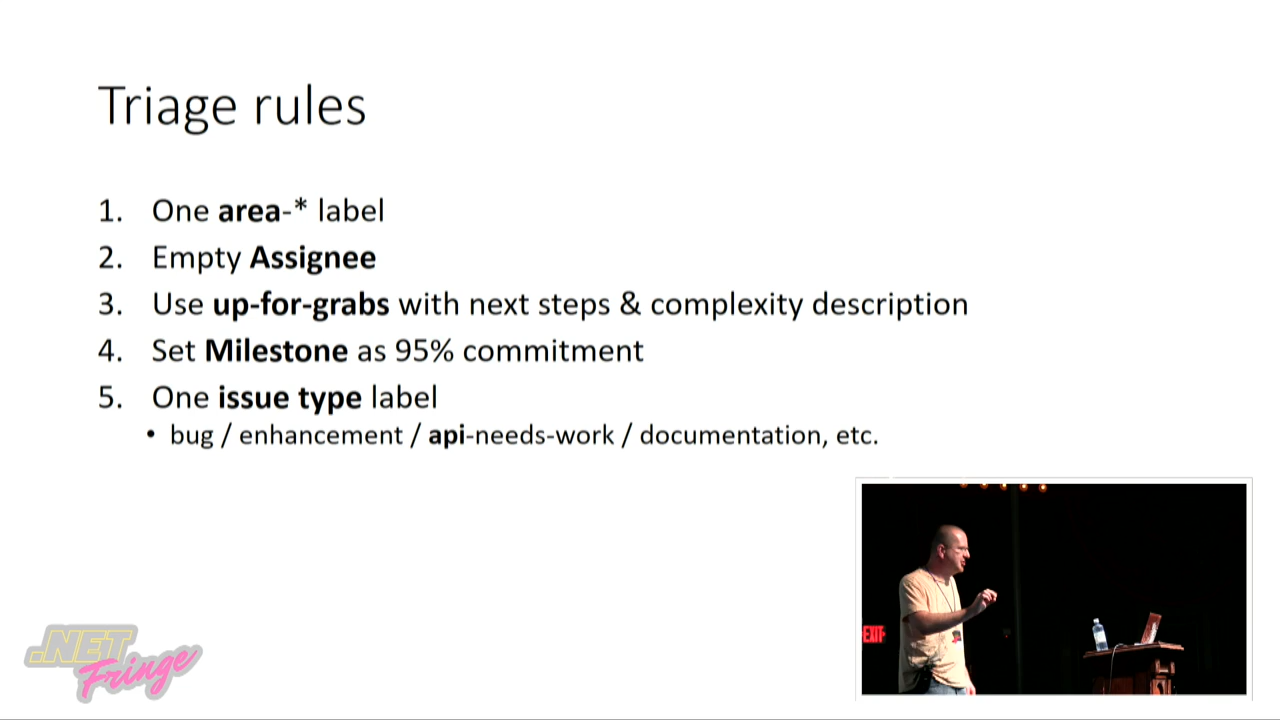 Triage rules
1. One area-* label
2. Empty Assignee
3. Use up-for-grabs with next steps & complexity description
4. Set Milestone as 95% commitment
5. One issue type label
• bug / enhancement / api-needs-work / documentation, etc.
EXIT
.NET
Fringe